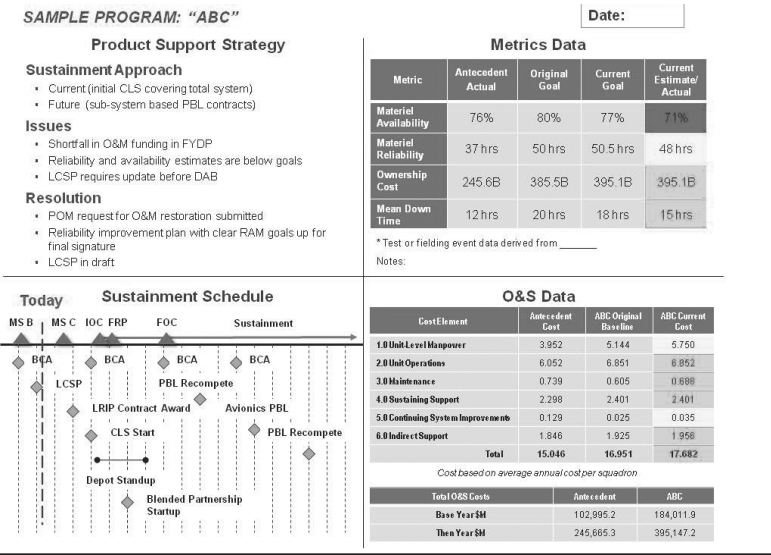 SAMPLE PROGRAM: “ABC”
Date:
Product Support Strategy
Sustainment Approach
▪ Current (initial CLS covering total system)
▪ Future (sub-system based PBL contracts)
Issues
▪ Shortfall in O&M funding in FYDP
▪ Reliability and availability estimates are below goals
▪ LCSP requires update before DAB
Resolution
▪ POM request for O&M restoration submitted
▪ Reliability improvement plan with clear RAM goals up for
final signature
▪ LCSP in draft
Metrics Data
Metric Antecedent Actual Original Goal Current Goal Current Estimate/ Actual
Materiel Availability 76% 80% 77% 71%
Materiel Reliability 37 hrs 50 hrs 50.5 hrs 48 hrs
Ownership Cost 245.6B 385.5B 395.1B 395.1B
Mean Down Time 12 hrs 20 hrs 18 hrs 15 hrs
* Test or fielding event data derived from ______
Notes:
Today
Sustainment Schedule
MS B MS C IOC FRP FOC Sustainment
BCA BCA BCA BCA
LCSP PBL Recompete
LRIP Contract Award Avionics PBL
CLS Start PBL Recompete
Depot Standup
Blended Partnership
Startup
O&S Data
Cost Element Antecedent Cost ABC Original Baseline ABC Current Cost
1.0 Unit-Level Manpower 3.952 5.144 5.750
2.0 Unit Operations 6.052 6.851 6.852
3.0 Maintenance 0.739 0.605 0.688
4.0 Sustaining Support 2.298 2.401 2.401
5.0 Continuing System Improvements 0.129 0.025 0.035
6.0 Indirect Support 1.846 1.925 1.956
Total 15.046 16.951 17.682
Cost based on average annual cost per squadron
Total O&S Costs Antecedent ABC
Base Year $M 102,995.2 184,011.9
Then Year $M 245,665.3 395,147.2